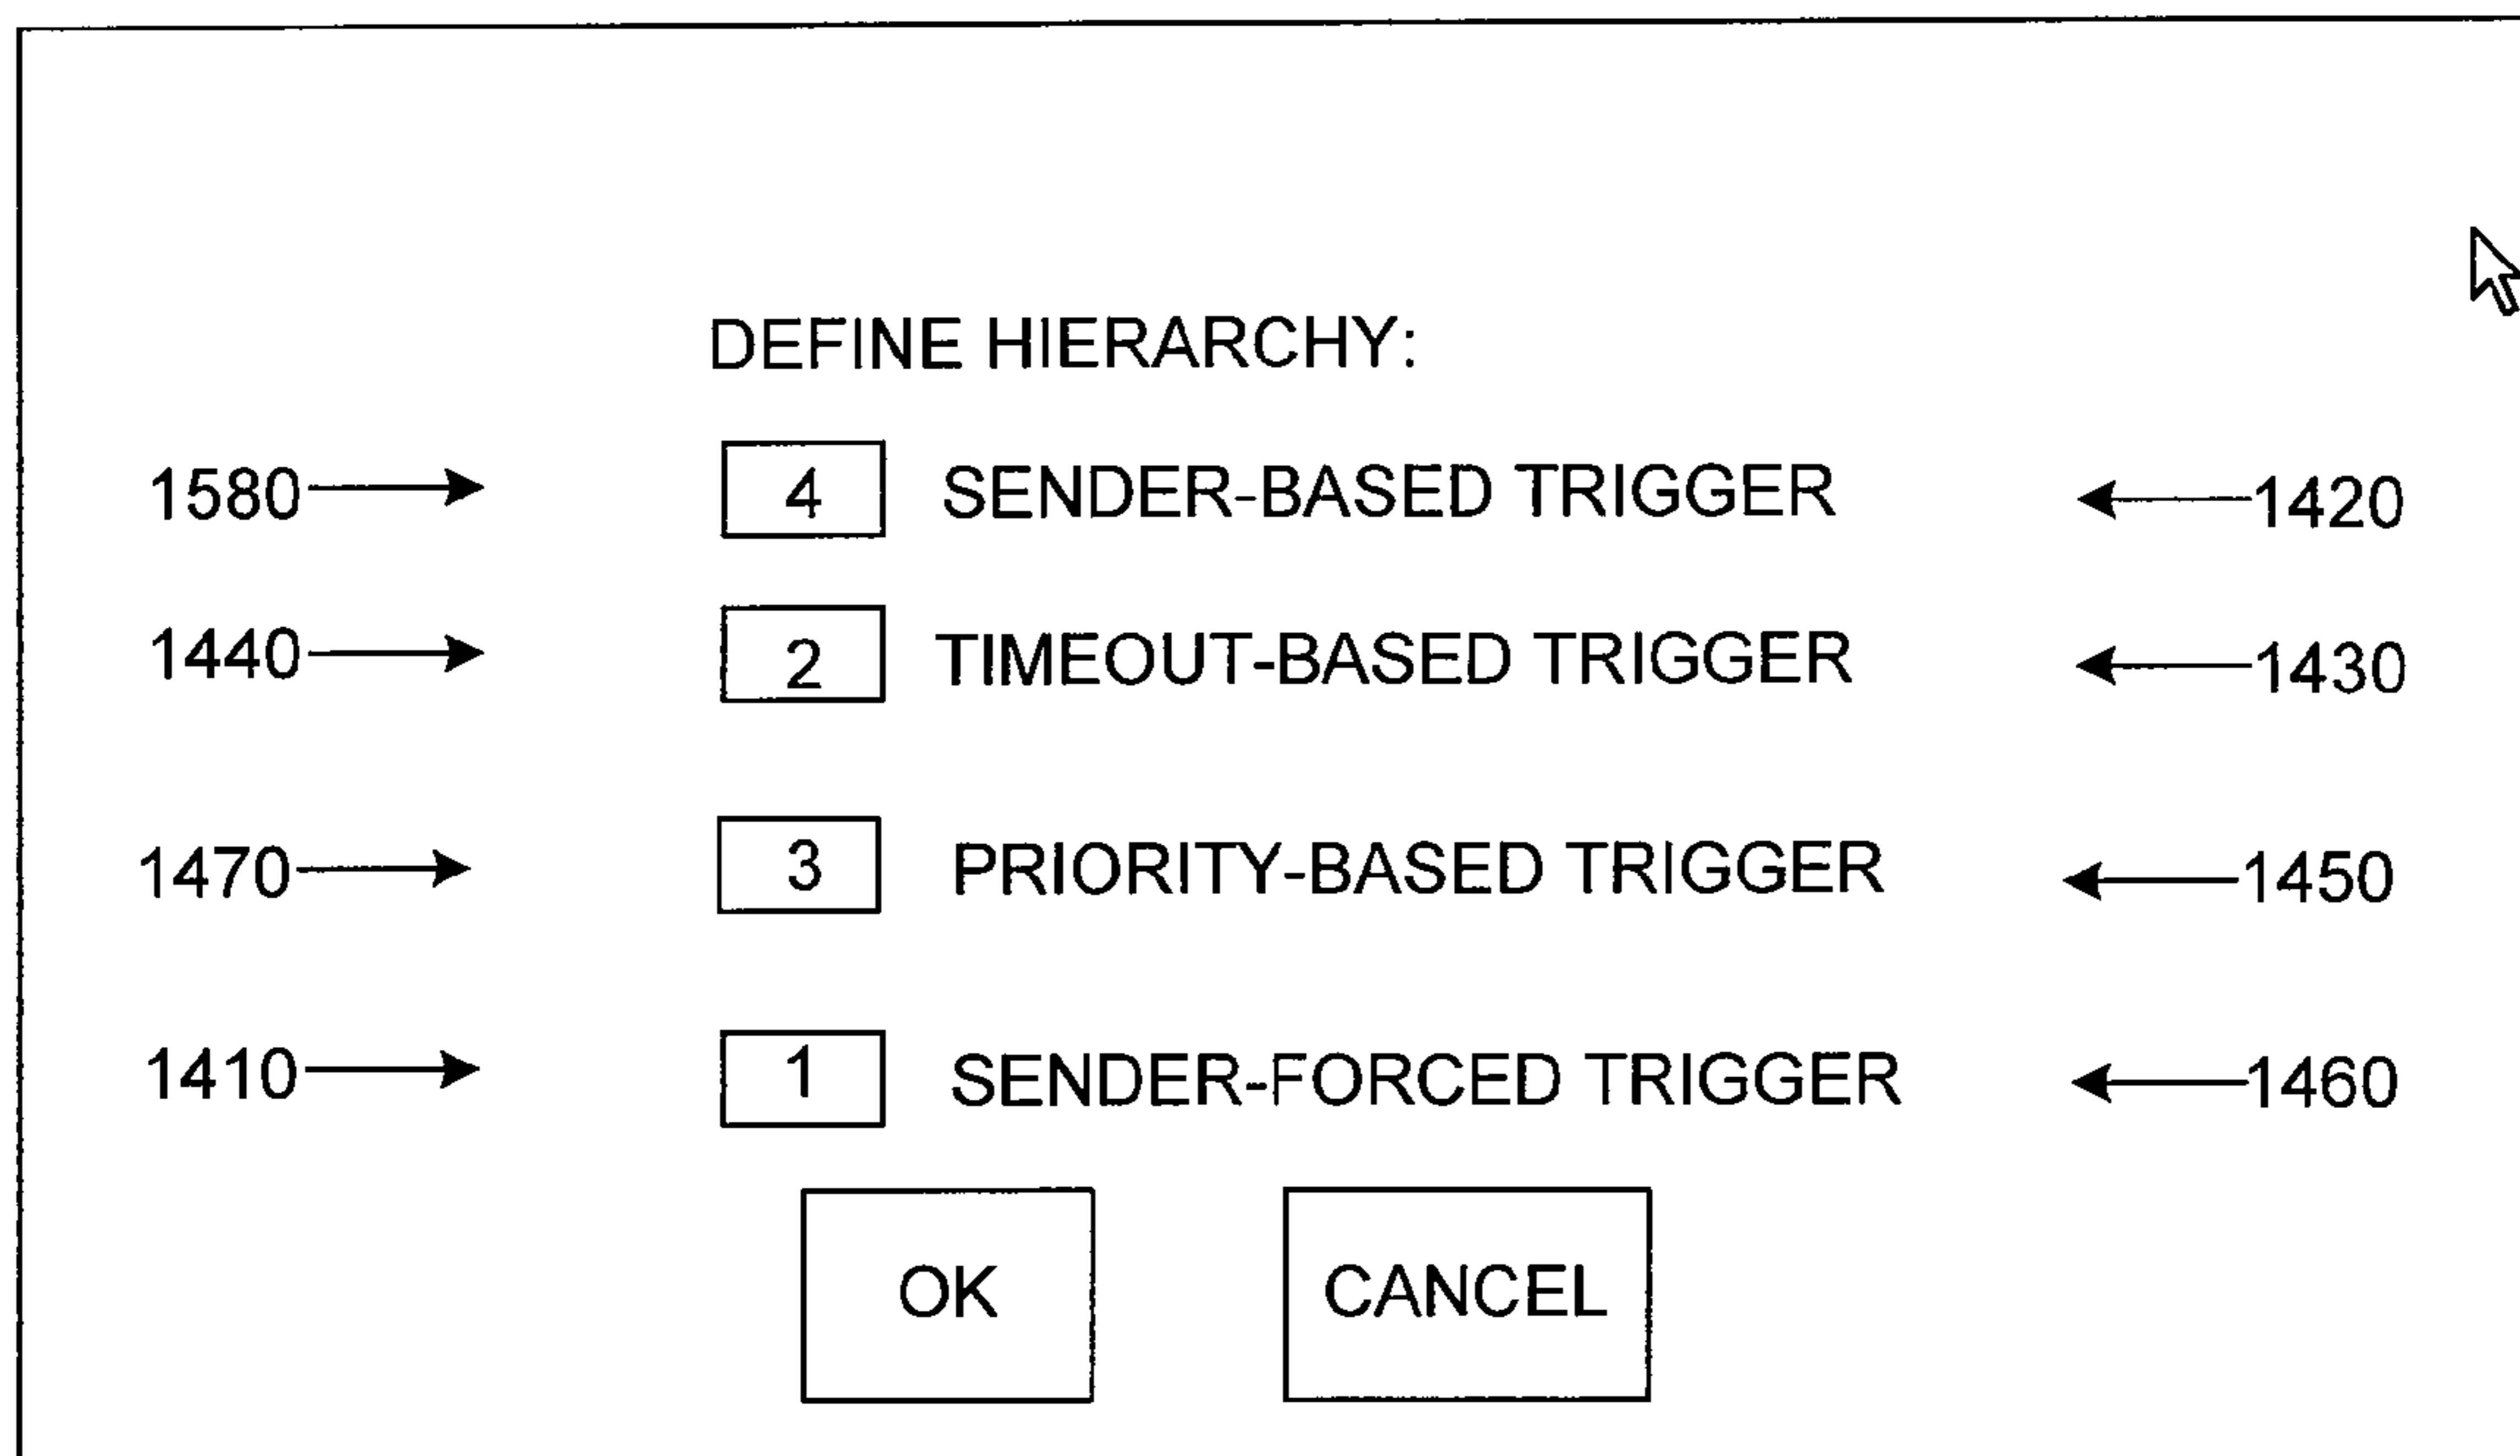 DEFINE HIERARCHY:
1580 4 SENDER-BASED TRIGGER 1420
1440 2 TIMEOUT-BASED TRIGGER 1430
1470 3 PRIORITY-BASED TRIGGER 1450
1410 1 SENDER-FORCED TRIGGER 1460
OK CANCEL